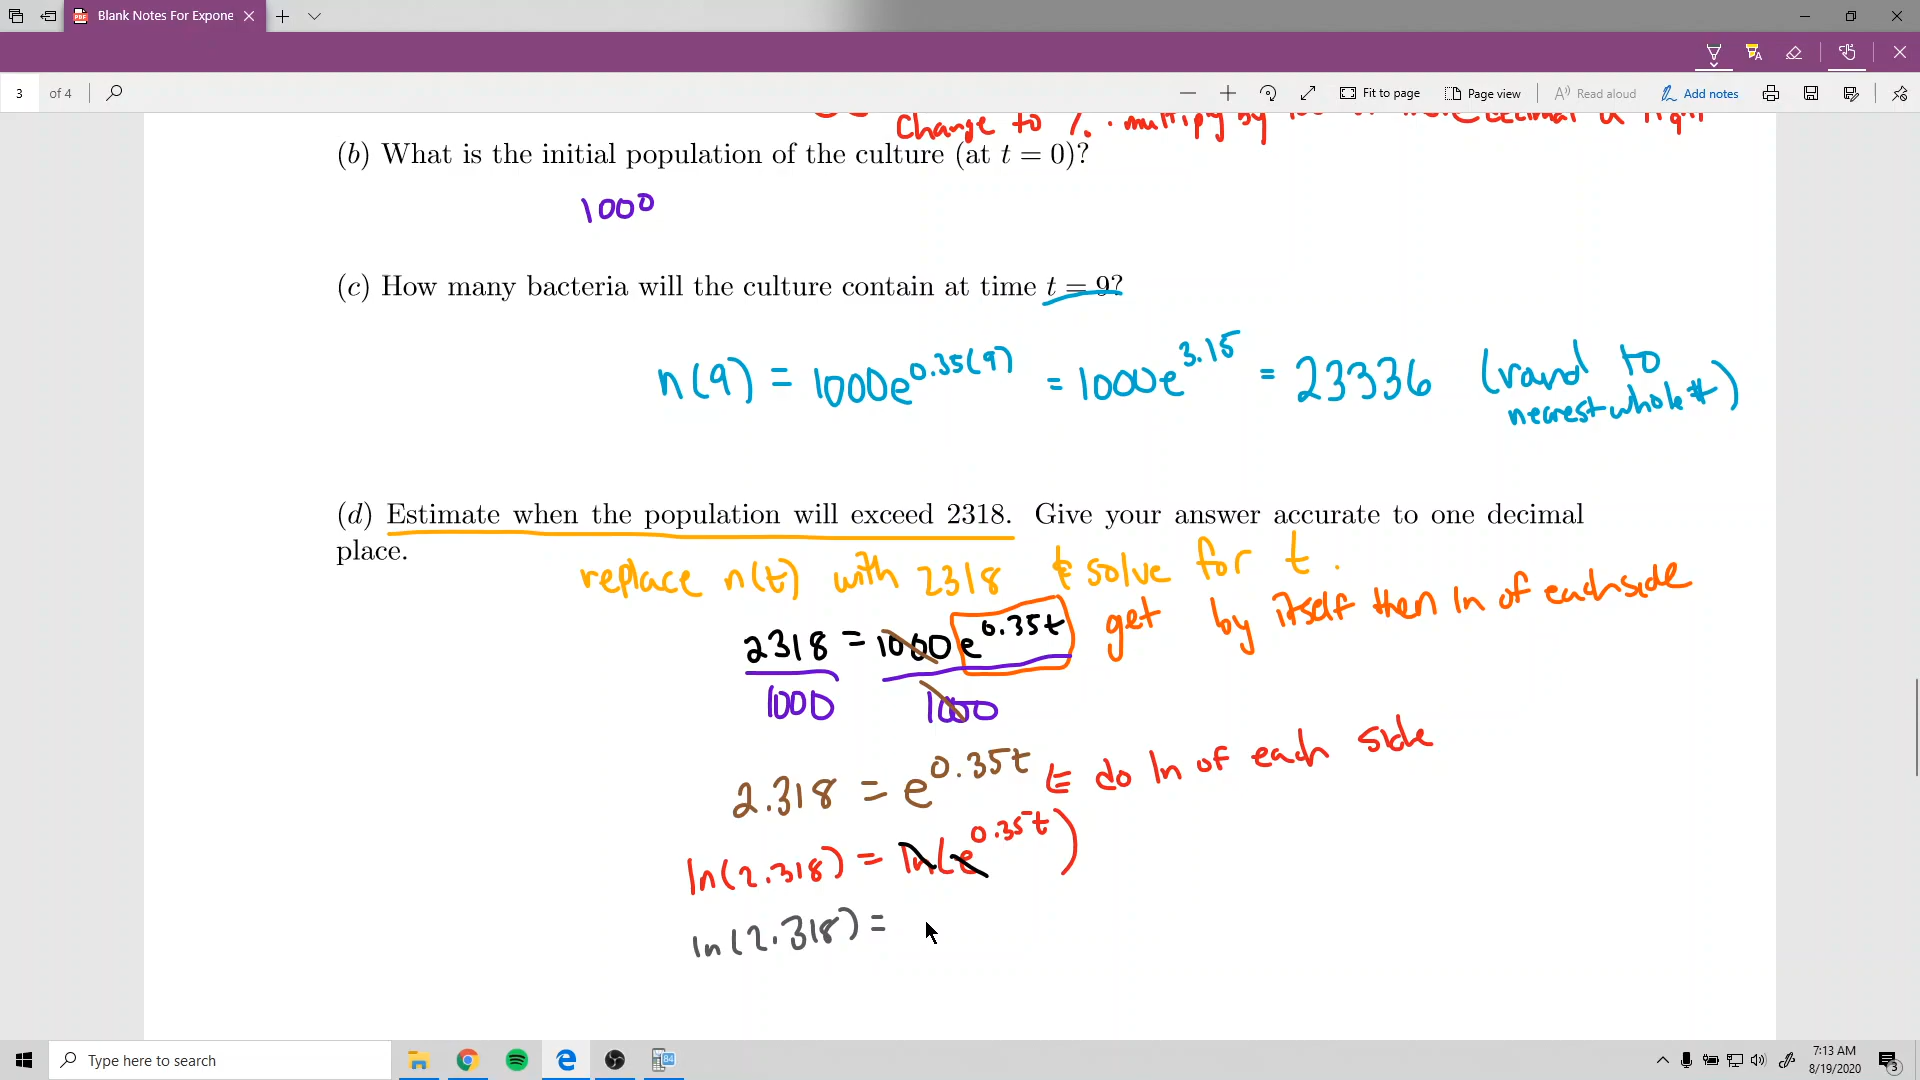 Blank Notes For Expone
3 of 4
Fit to page
Page view
Read aloud
Add notes
Change to % . multiply by
(b) What is the initial population of the culture (at t = 0)?
1000
(c) How many bacteria will the culture contain at time t = 9?
n(9) = 1000e^0.35(9) = 1000e^3.15 = 23336 (rand to nearest whole #)
(d) Estimate when the population will exceed 2318. Give your answer accurate to one decimal
place.
replace n(t) with 2318 & solve for t.
get by itself then ln of each side
2318 = 1000e^0.35t
1000 1000
2.318 = e^0.35t ← do ln of each side
ln(2.318) = ln(e^0.35t)
ln(2.318) =
Type here to search
84
7:13 AM
8/19/2020
3